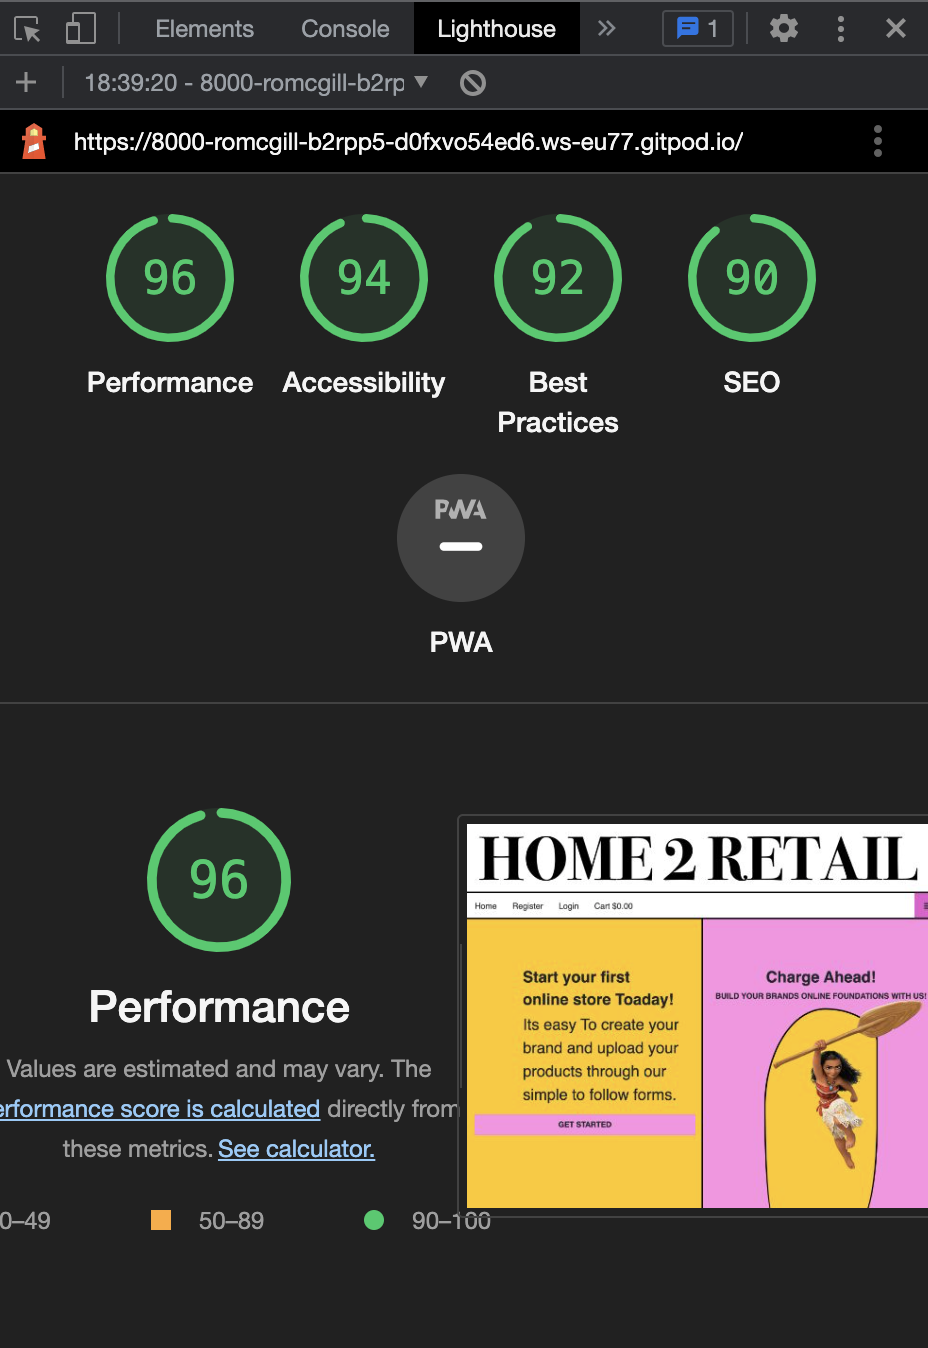 Elements Console Lighthouse 1
18:39:20 - 8000-romcgill-b2rp
https://8000-romcgill-b2rpp5-d0fxvo54ed6.ws-eu77.gitpod.io/
96 94 92 90
Performance Accessibility Best Practices SEO
PWA
PWA
96
Performance
Values are estimated and may vary. The
erformance score is calculated directly from
these metrics. See calculator.
0–49 50–89 90–100
HOME 2 RETAIL
Home Register Login Cart $0.00
Start your first
online store Toaday!
Its easy To create your
brand and upload your
products through our
simple to follow forms.
GET STARTED
Charge Ahead!
BUILD YOUR BRANDS ONLINE FOUNDATIONS WITH US!